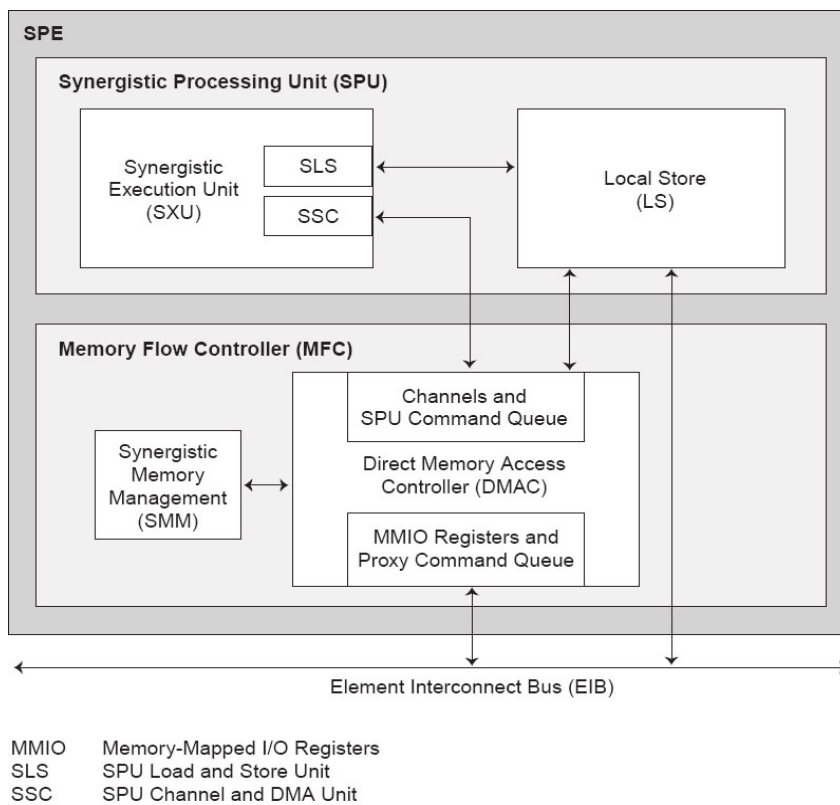 SPE
Synergistic Processing Unit (SPU)
Synergistic
Execution Unit
(SXU)
SLS
SSC
Local Store
(LS)
Memory Flow Controller (MFC)
Channels and
SPU Command Queue
Synergistic
Memory
Management
(SMM)
Direct Memory Access
Controller (DMAC)
MMIO Registers and
Proxy Command Queue
Element Interconnect Bus (EIB)
MMIO Memory-Mapped I/O Registers
SLS SPU Load and Store Unit
SSC SPU Channel and DMA Unit